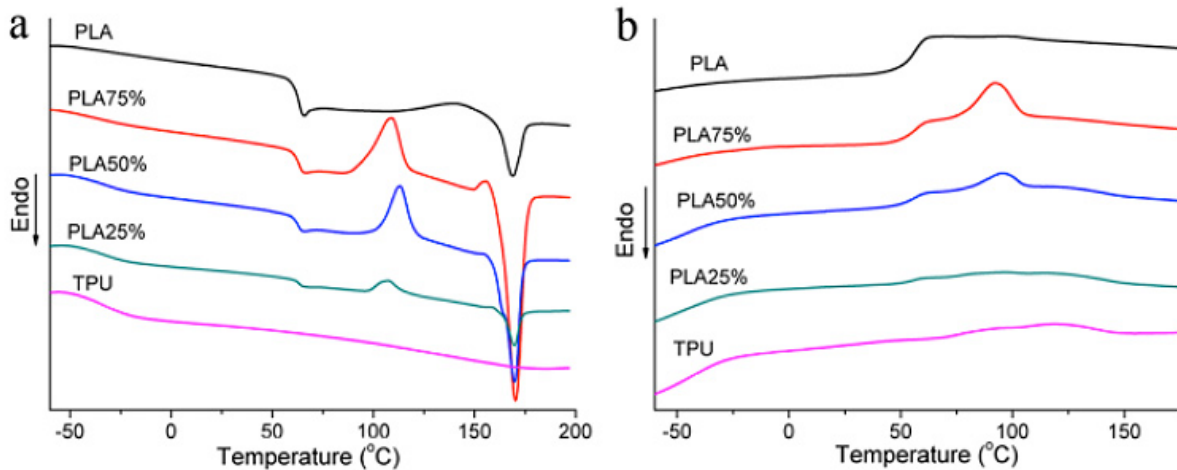 a
PLA
PLA75%
PLA50%
PLA25%
TPU
Endo
-50 0 50 100 150 200
Temperature (°C)
b
PLA
PLA75%
PLA50%
PLA25%
TPU
Endo
-50 0 50 100 150
Temperature (°C)